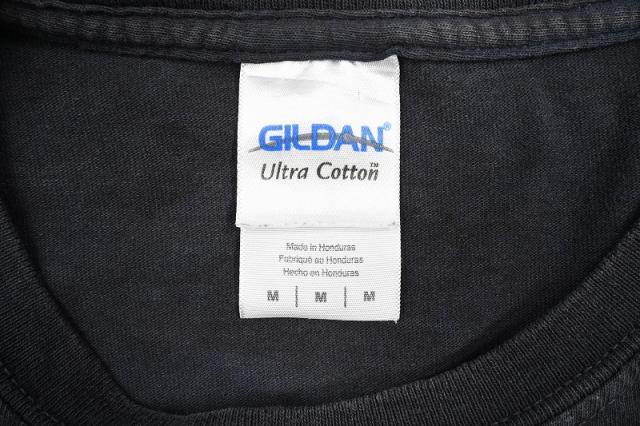 GILDAN®
Ultra Cotton™
Made in Honduras
Fabriqué au Honduras
Hecho en Honduras
M | M | M